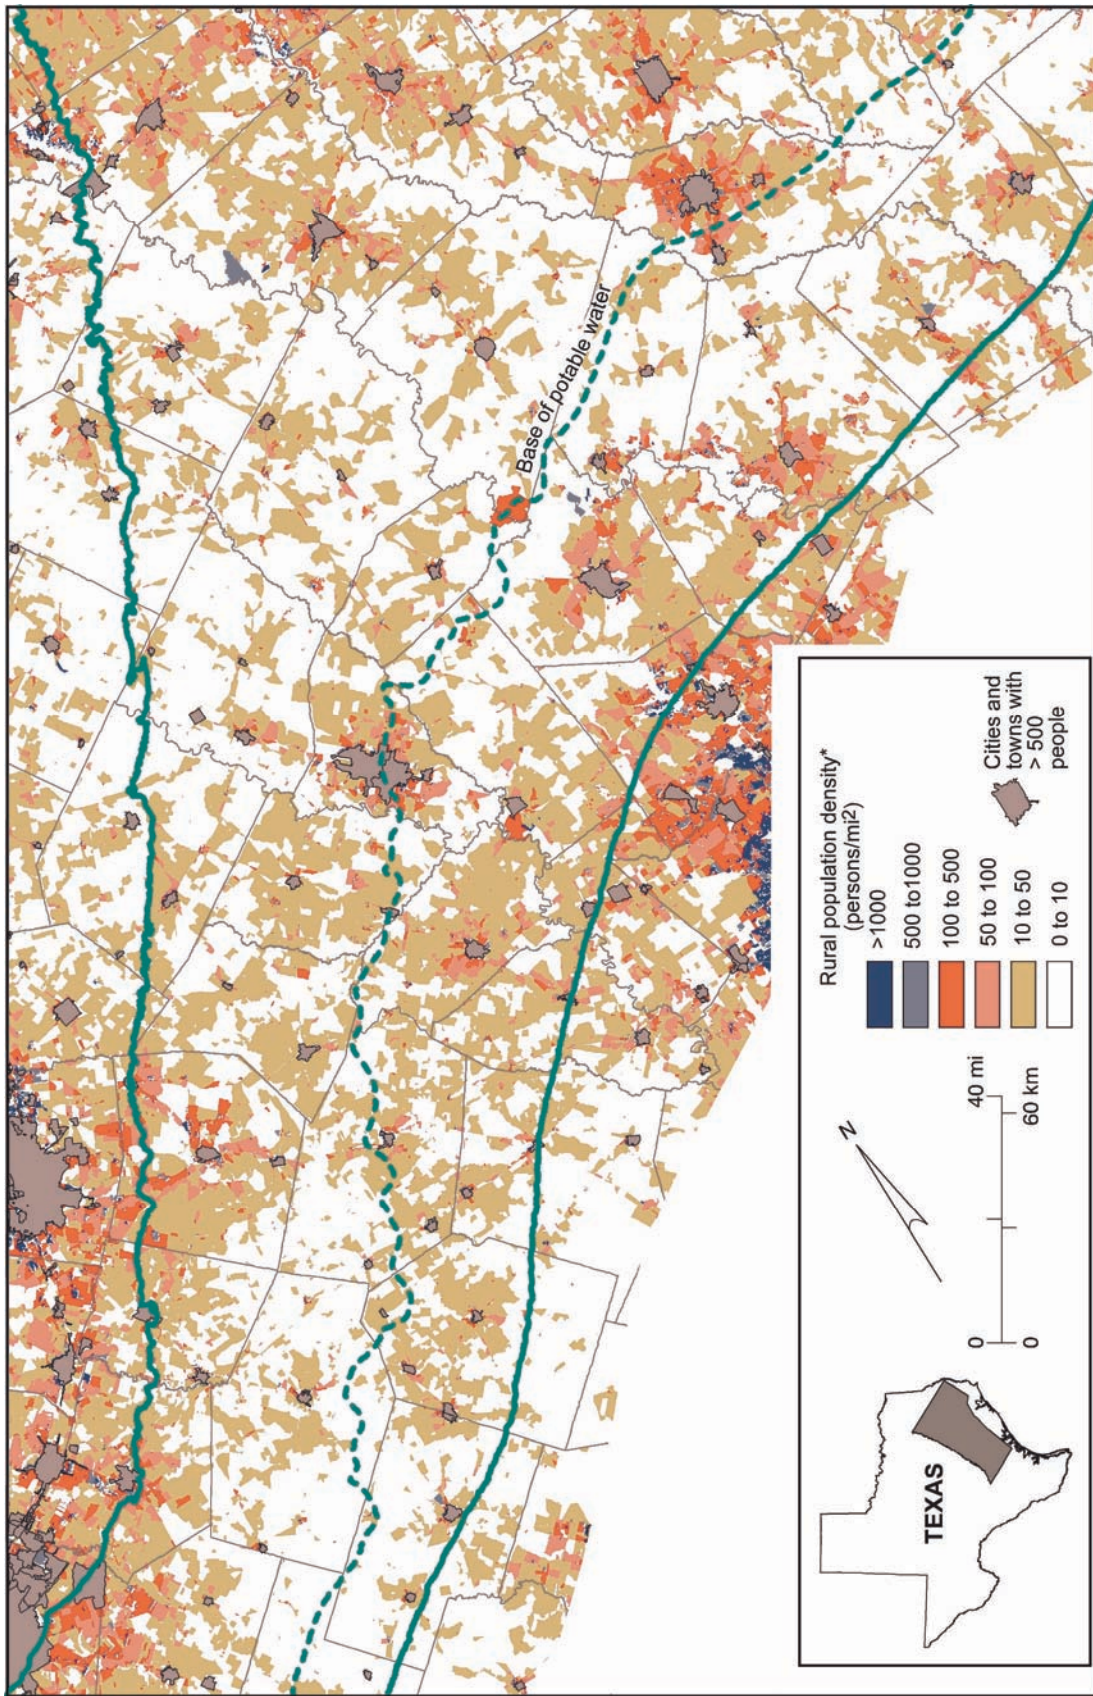 Base of potable water
Rural population density*
(persons/mi2)
>1000
500 to1000
100 to 500
50 to 100
10 to 50
0 to 10
Cities and
towns with
> 500
people
N
0
40 mi
0
60 km
TEXAS